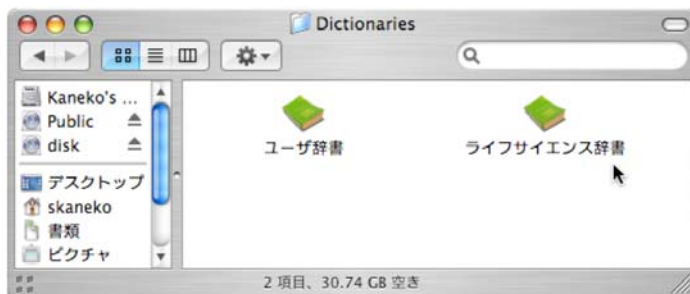 Dictionaries
Kaneko's ...
Public
disk
デスクトップ
skaneko
書類
ピクチャ
ユーザ辞書
ライフサイエンス辞書
2 項目、30.74 GB 空き